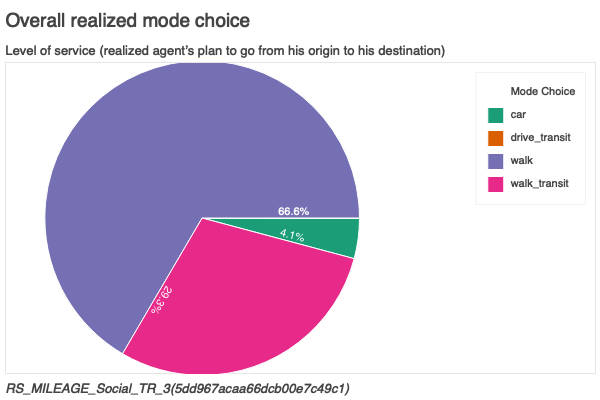 Overall realized mode choice
Level of service (realized agent's plan to go from his origin to his destination)
Mode Choice
car
drive_transit
walk
walk_transit
66.6%
4.1%
29.3%
RS_MILEAGE_Social_TR_3(5dd967acaa66dcb00e7c49c1)